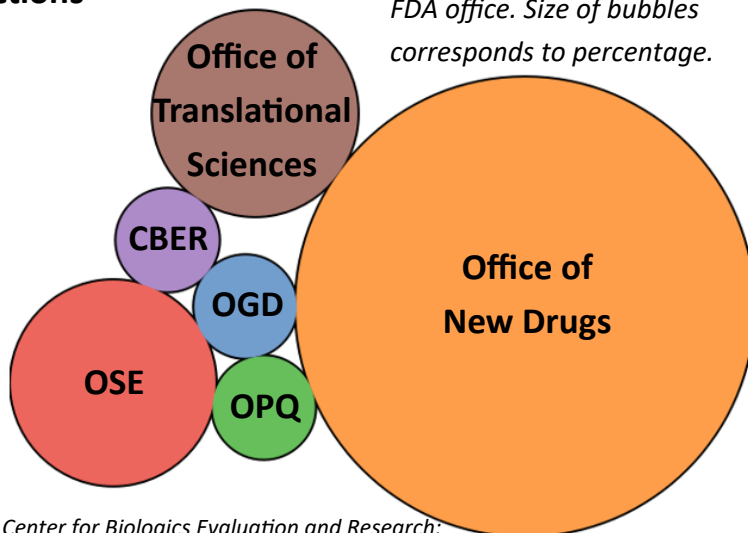 FDA office. Size of bubbles
corresponds to percentage.
Office of
Translational
Sciences
CBER
OGD
Office of
New Drugs
OSE
OPQ
Center for Biologics Evaluation and Research;